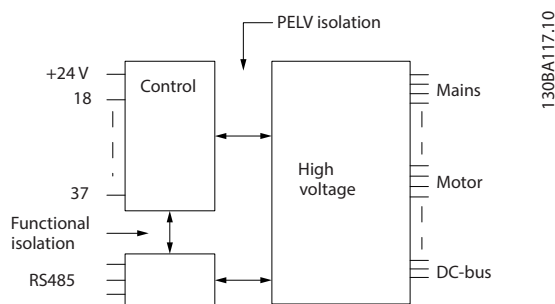 PELV isolation
130BA117.10
+24 V
Control
18
37
High
voltage
Mains
Motor
DC-bus
Functional
isolation
RS485